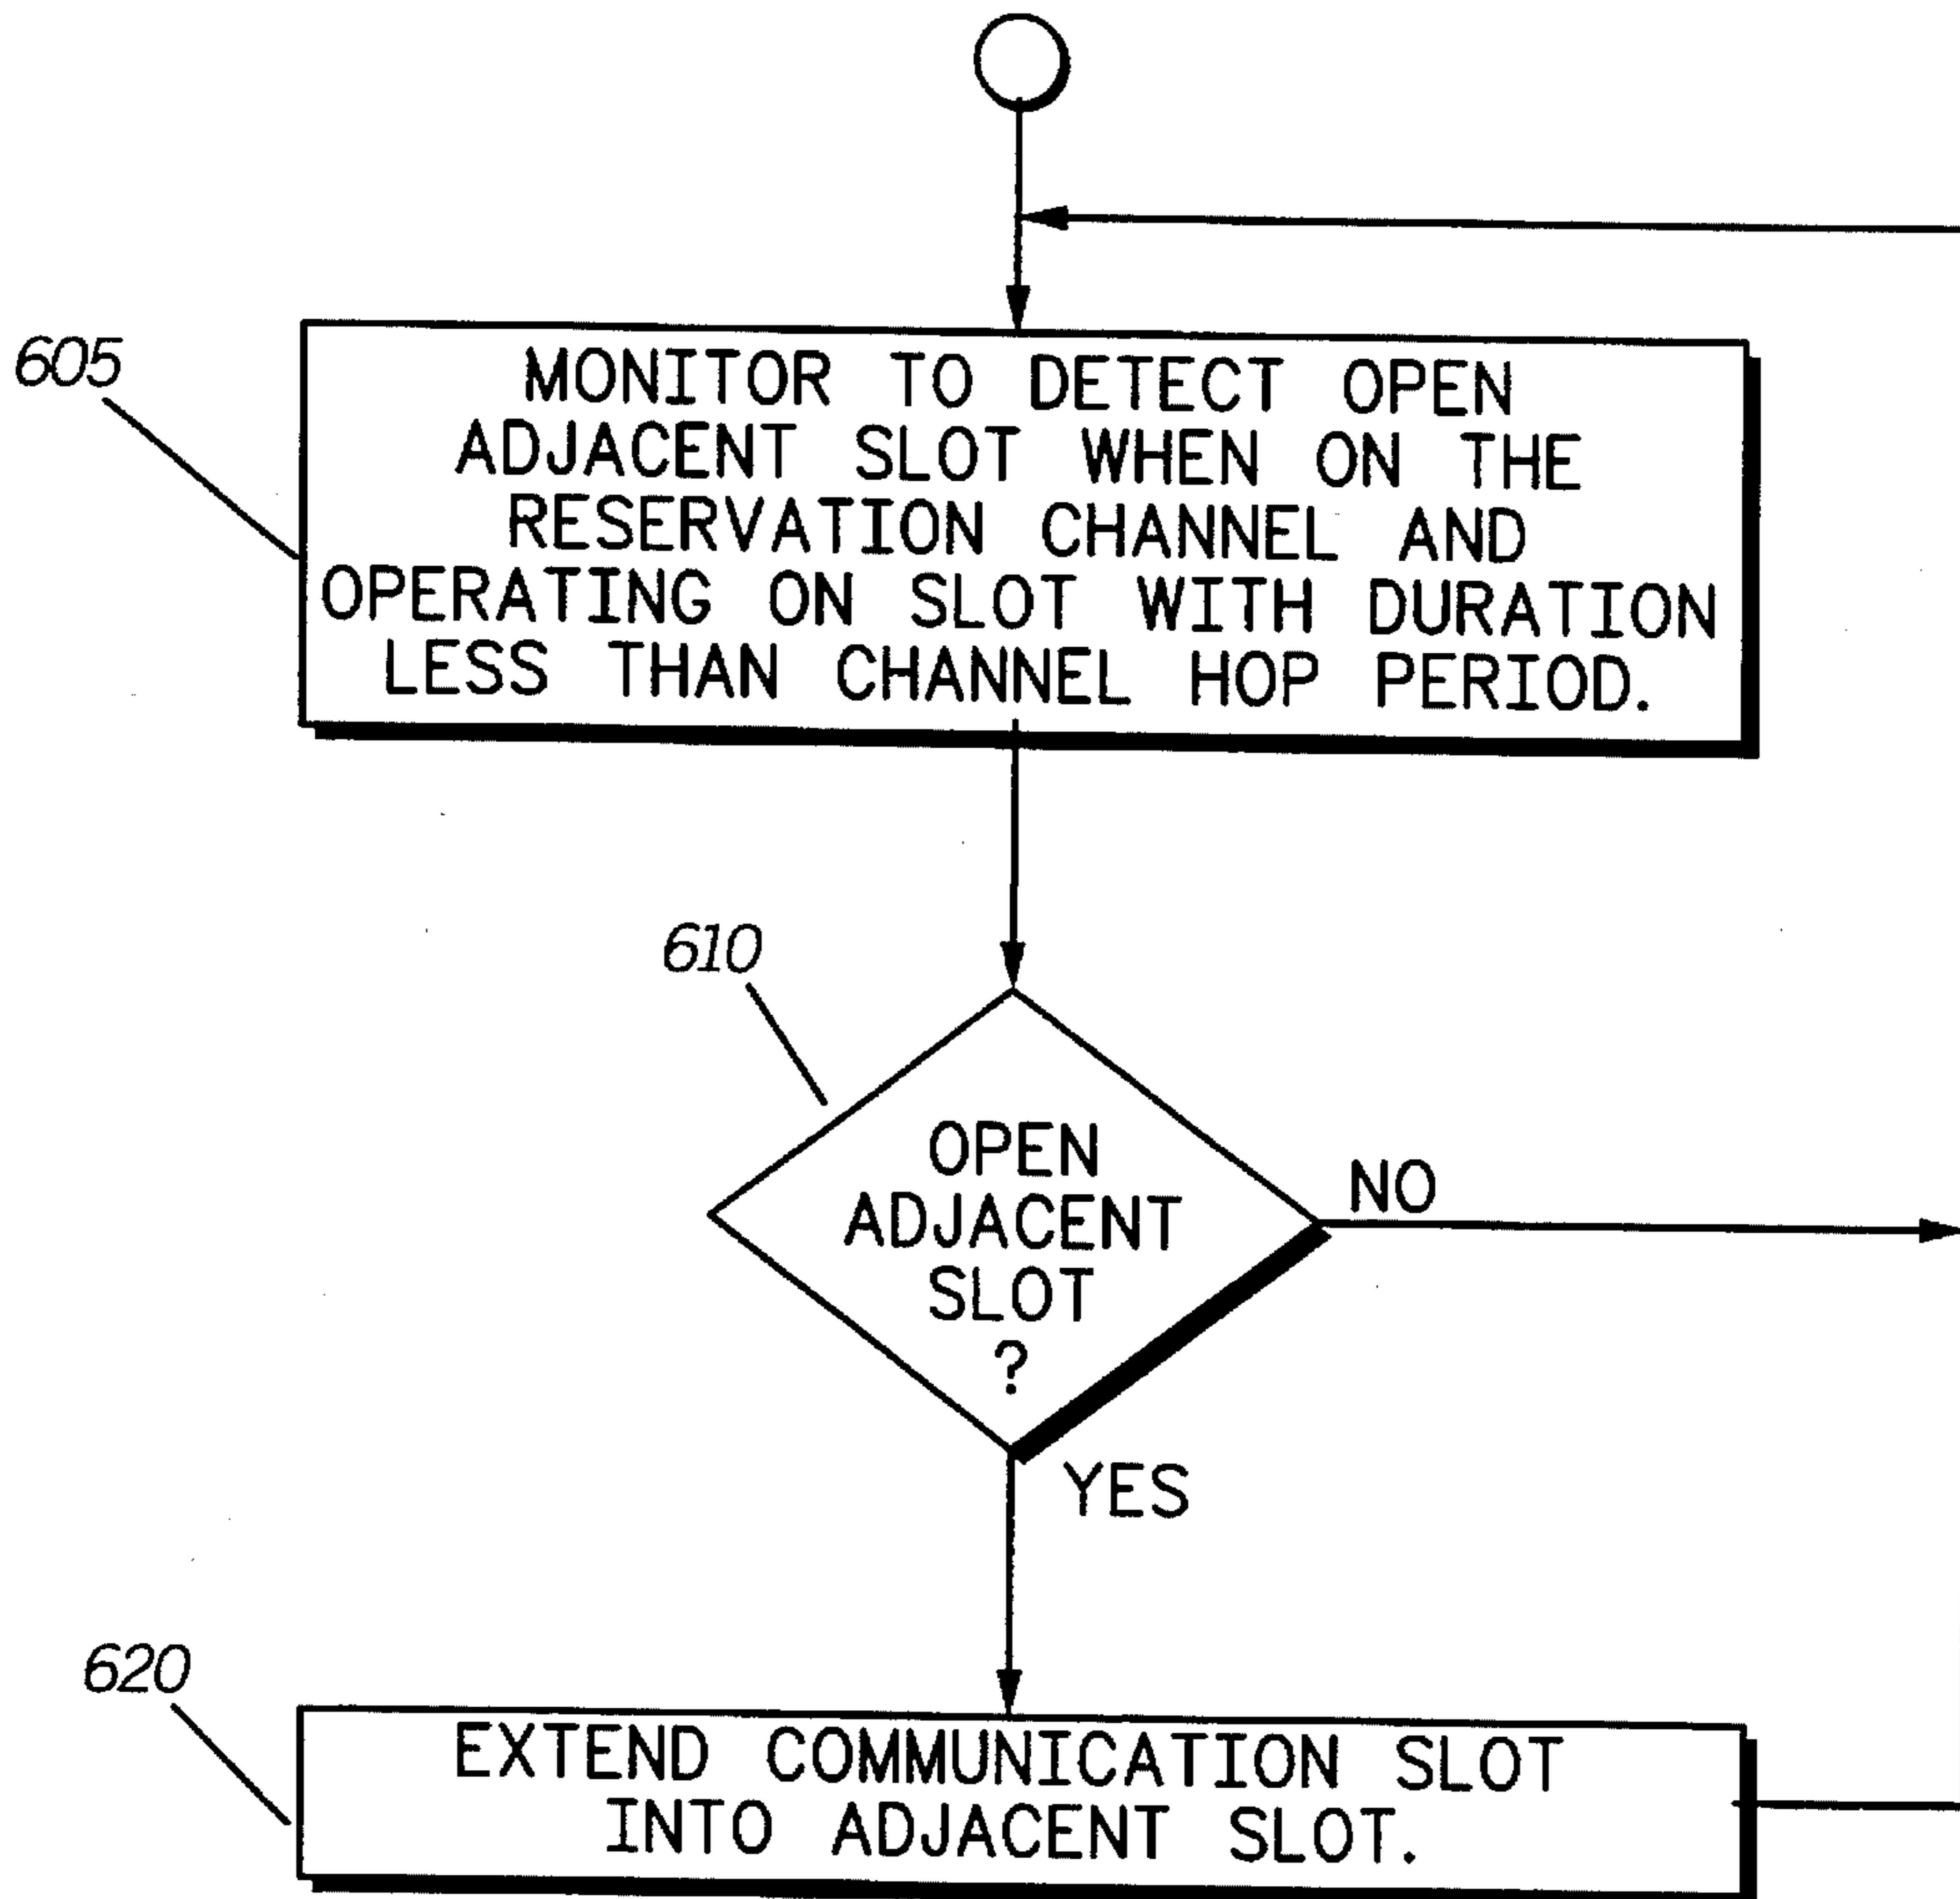 605
MONITOR TO DETECT OPEN
ADJACENT SLOT WHEN ON THE
RESERVATION CHANNEL AND
OPERATING ON SLOT WITH DURATION
LESS THAN CHANNEL HOP PERIOD.
610
OPEN
ADJACENT
SLOT
?
NO
YES
620
EXTEND COMMUNICATION SLOT
INTO ADJACENT SLOT.